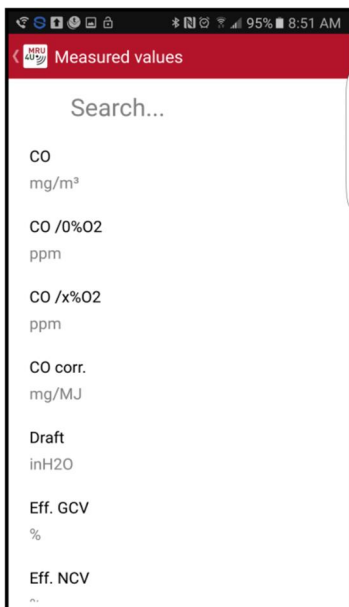 95% 8:51 AM
MRU
4U
Measured values
Search...
CO
mg/m³
CO /0%O2
ppm
CO /x%O2
ppm
CO corr.
mg/MJ
Draft
inH2O
Eff. GCV
%
Eff. NCV